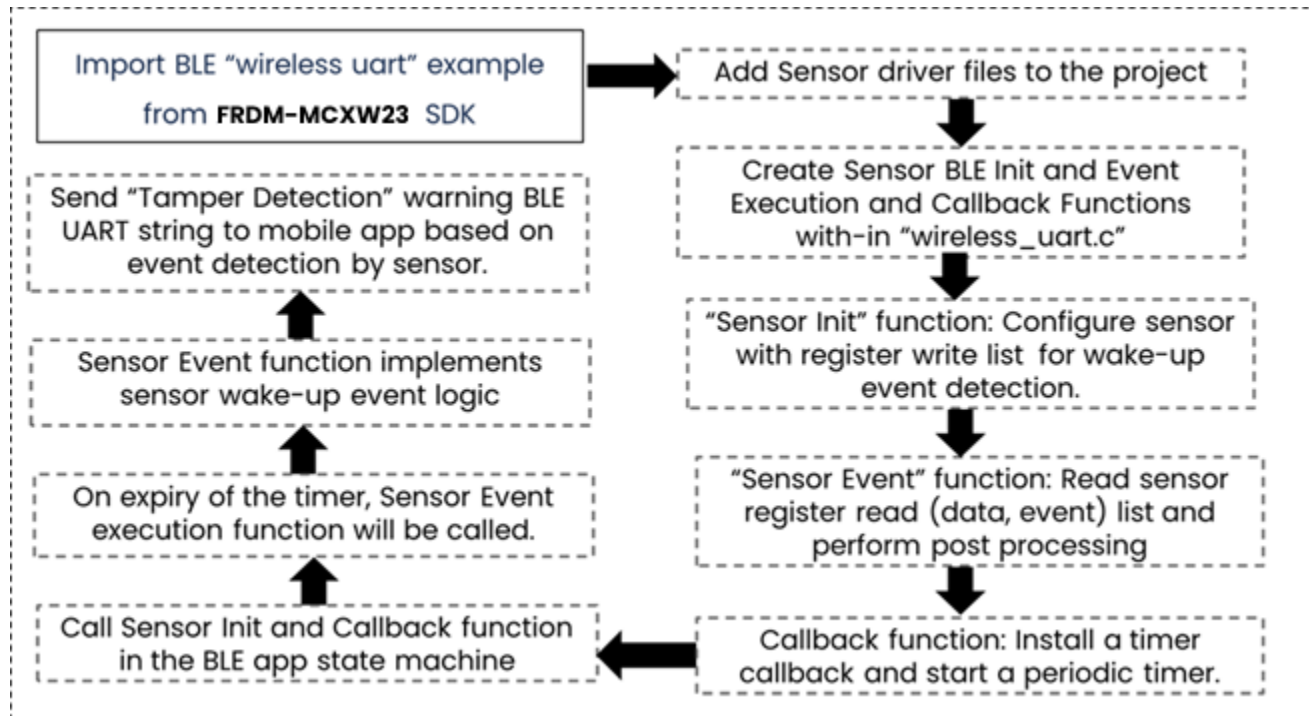 Import BLE “wireless uart” example
from FRDM-MCXW23 SDK
Add Sensor driver files to the project
Create Sensor BLE Init and Event
Execution and Callback Functions
with-in “wireless_uart.c”
“Sensor Init” function: Configure sensor
with register write list for wake-up
event detection.
“Sensor Event” function: Read sensor
register read (data, event) list and
perform post processing
Callback function: Install a timer
callback and start a periodic timer.
Call Sensor Init and Callback function
in the BLE app state machine
On expiry of the timer, Sensor Event
execution function will be called.
Sensor Event function implements
sensor wake-up event logic
Send “Tamper Detection” warning BLE
UART string to mobile app based on
event detection by sensor.